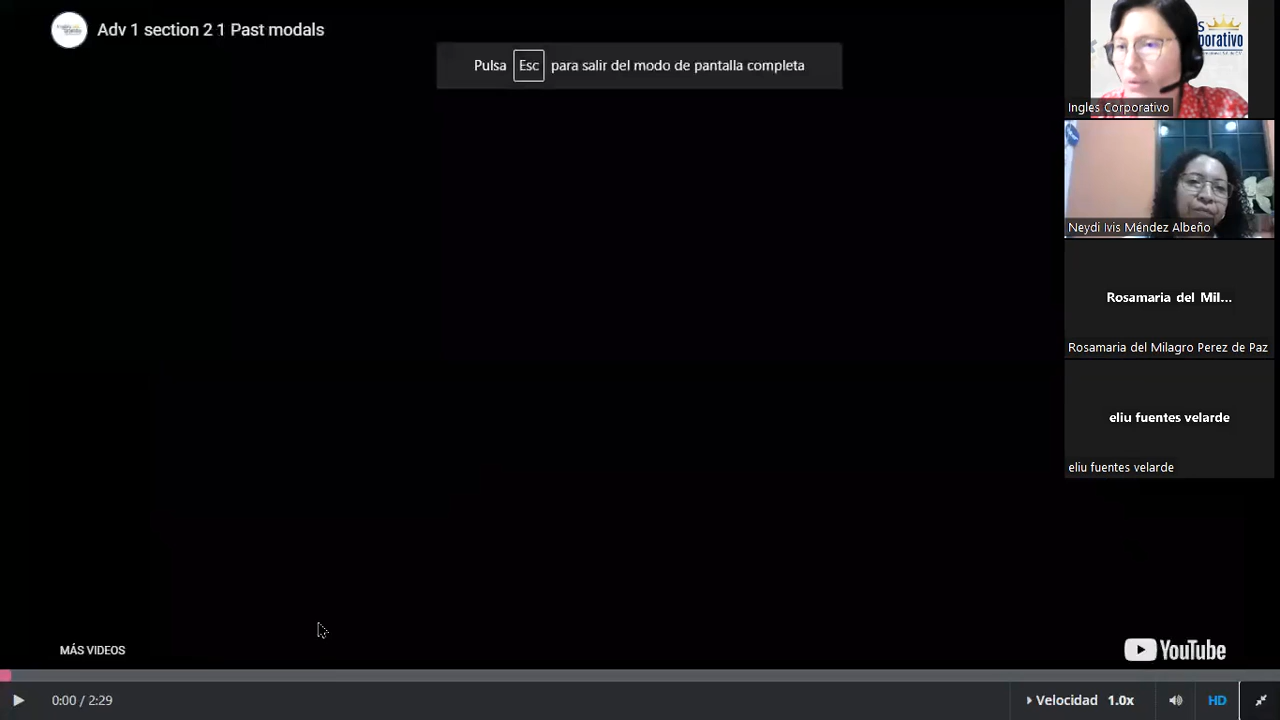 Adv 1 section 2 1 Past modals
Pulsa Esc para salir del modo de pantalla completa
S
porativo
Ingles Corporativo
Neydi Ivis Méndez Albeño
Rosamaria del Mil...
Rosamaria del Milagro Perez de Paz
eliu fuentes velarde
eliu fuentes velarde
MÁS VIDEOS
YouTube
0:00 / 2:29
Velocidad 1.0x
HD